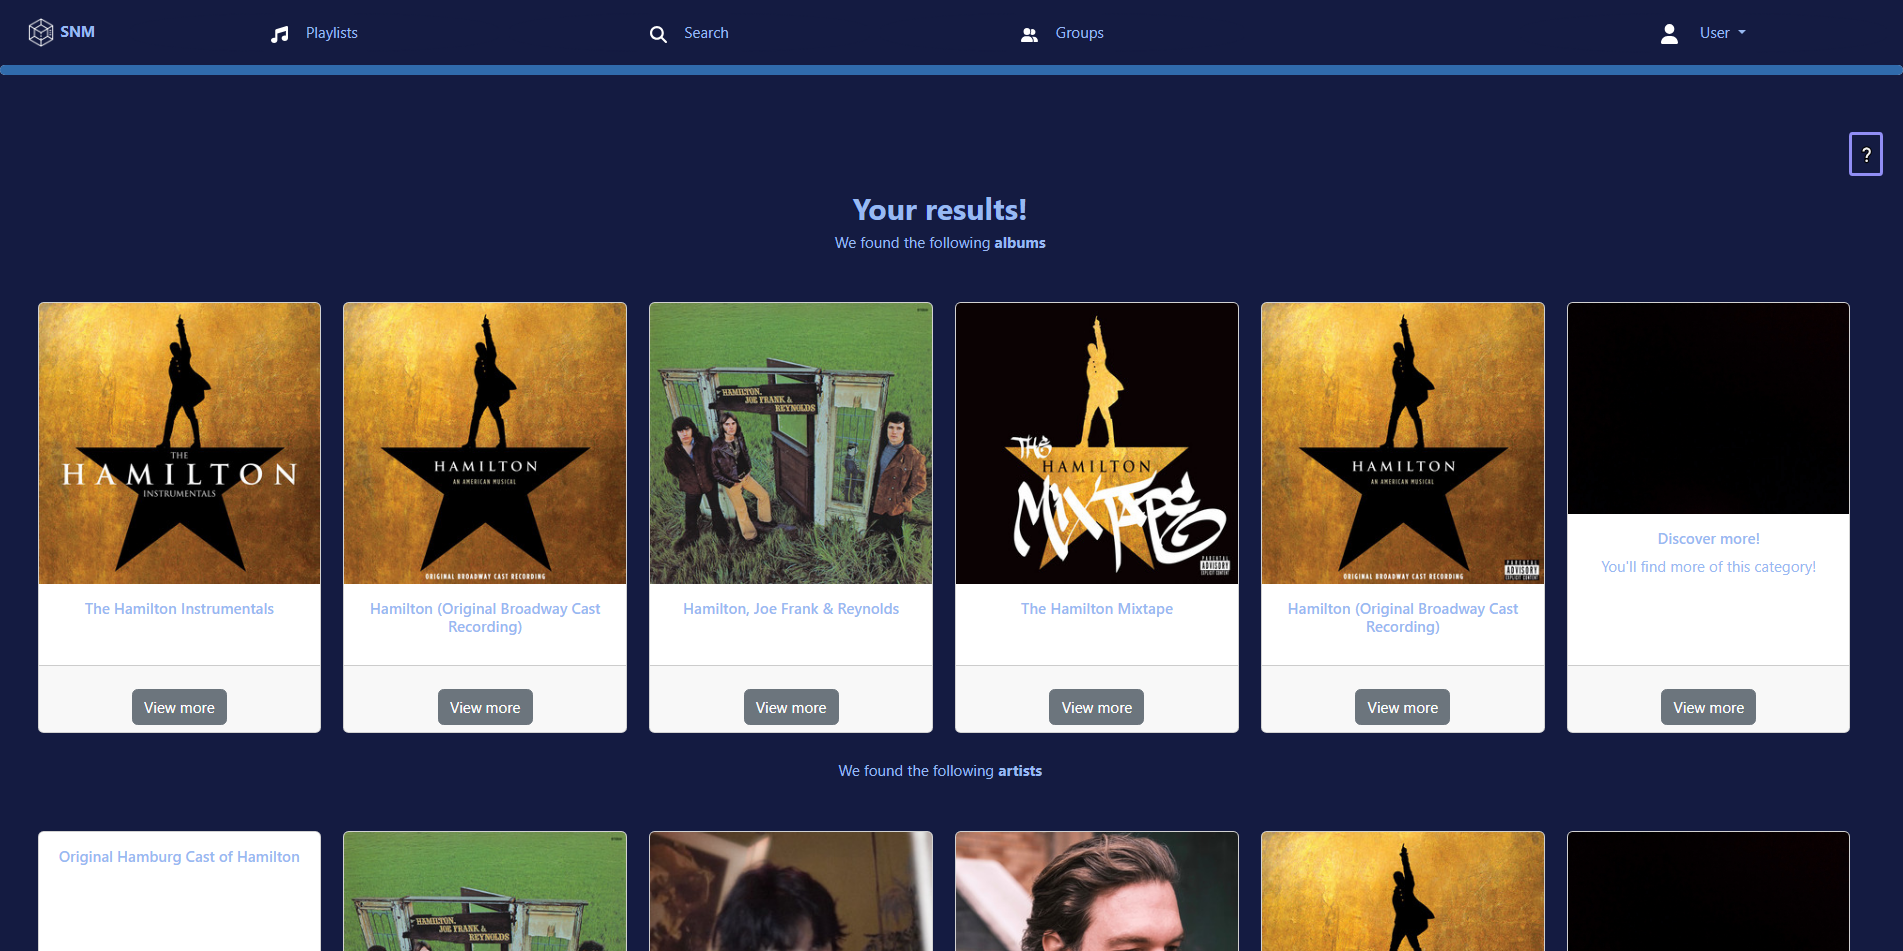 SNM
Playlists
Search
Groups
User
?
Your results!
We found the following albums
THE
HAMILTON
INSTRUMENTALS
The Hamilton Instrumentals
View more
HAMILTON
AN AMERICAN MUSICAL
ORIGINAL BROADWAY CAST RECORDING
Hamilton (Original Broadway Cast
Recording)
View more
HAMILTON,
JOE FRANK &
REYNOLDS
Hamilton, Joe Frank & Reynolds
View more
THE
HAMILTON
MIXTAPE
PARENTAL
ADVISORY
EXPLICIT CONTENT
The Hamilton Mixtape
View more
HAMILTON
AN AMERICAN MUSICAL
ORIGINAL BROADWAY CAST RECORDING
PARENTAL
ADVISORY
EXPLICIT CONTENT
Hamilton (Original Broadway Cast
Recording)
View more
Discover more!
You'll find more of this category!
View more
We found the following artists
Original Hamburg Cast of Hamilton
HAMILTON,
JOE FRANK &
REYNOLDS